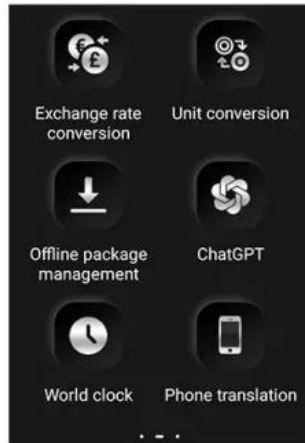 Exchange rate
conversion
Unit conversion
Offline package
management
ChatGPT
World clock
Phone translation